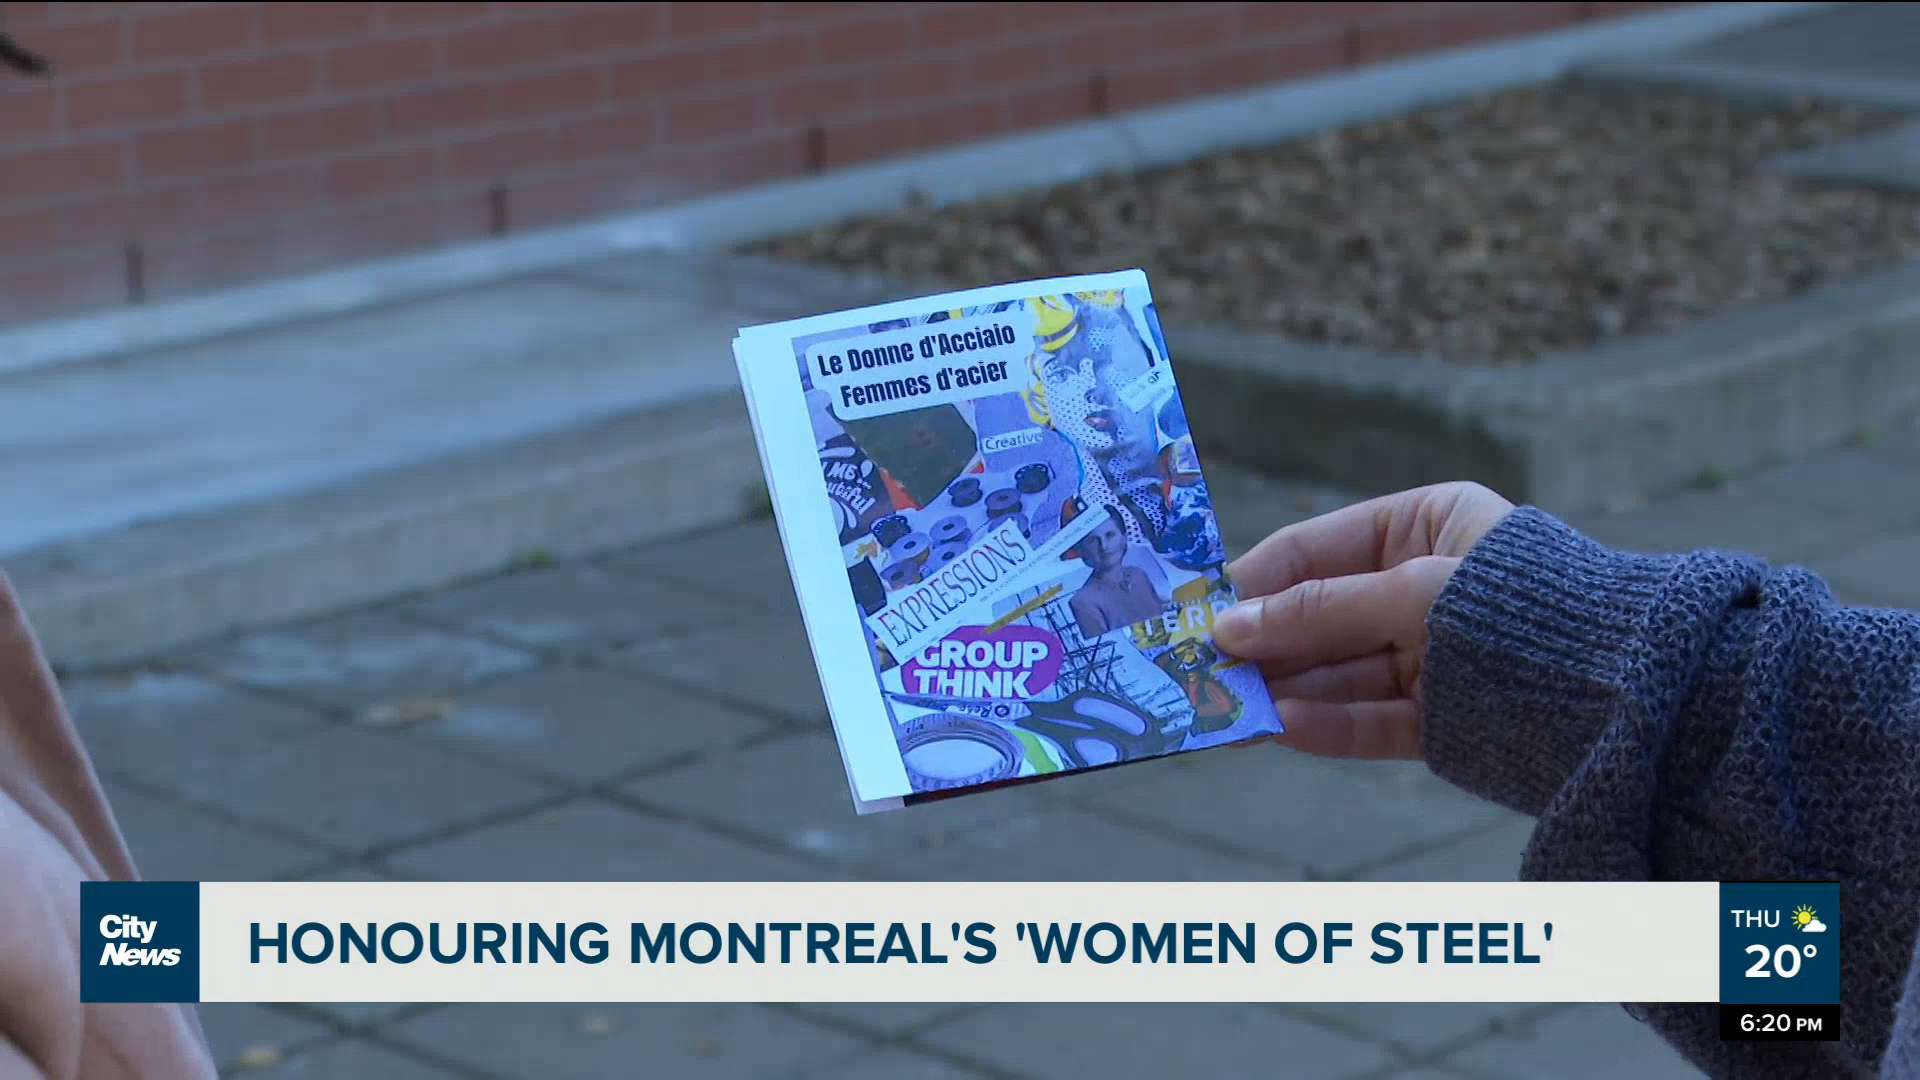 Le Donne d'Acciaio
Femmes d'acier
Creative
EXPRESSIONS
GROUP
THINK
City
News
HONOURING MONTREAL'S 'WOMEN OF STEEL'
THU
20°
6:20 PM